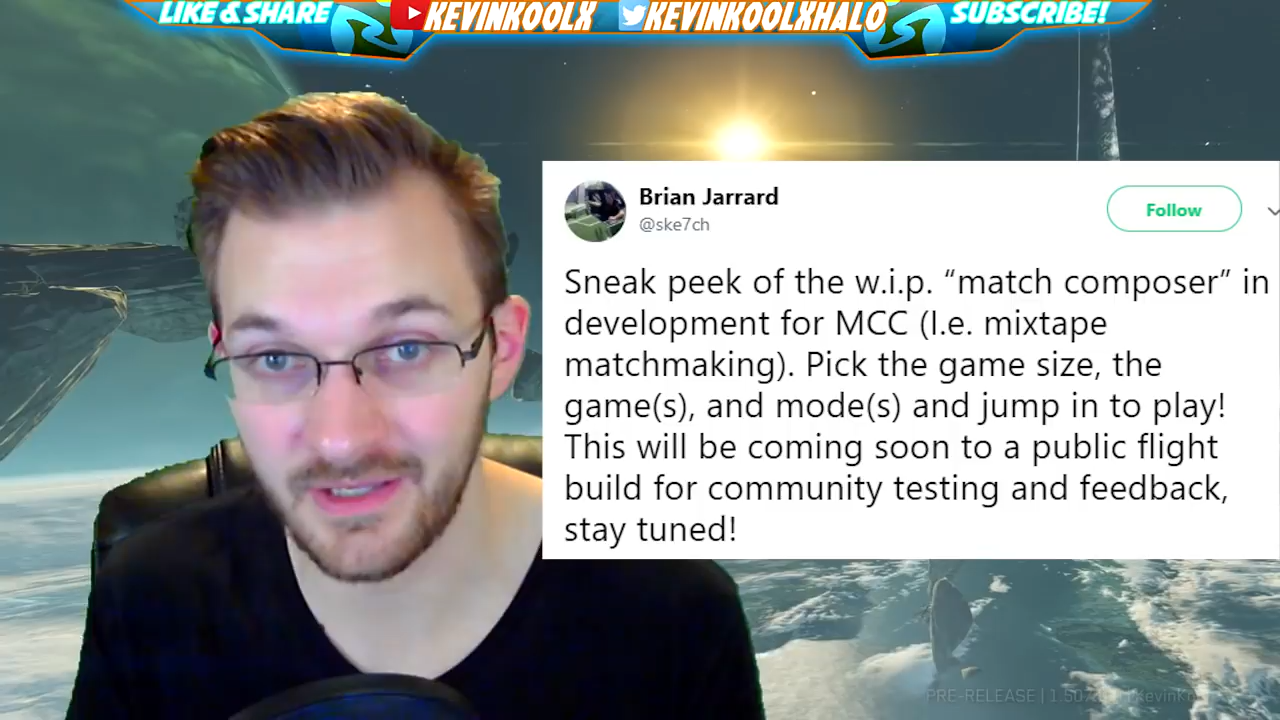 LIKE & SHARE
KEVINKOOLX
KEVINKOOLXHALO
SUBSCRIBE!
Brian Jarrard
@ske7ch
Follow
Sneak peek of the w.i.p. “match composer” in
development for MCC (I.e. mixtape
matchmaking). Pick the game size, the
game(s), and mode(s) and jump in to play!
This will be coming soon to a public flight
build for community testing and feedback,
stay tuned!
PRE-RELEASE |